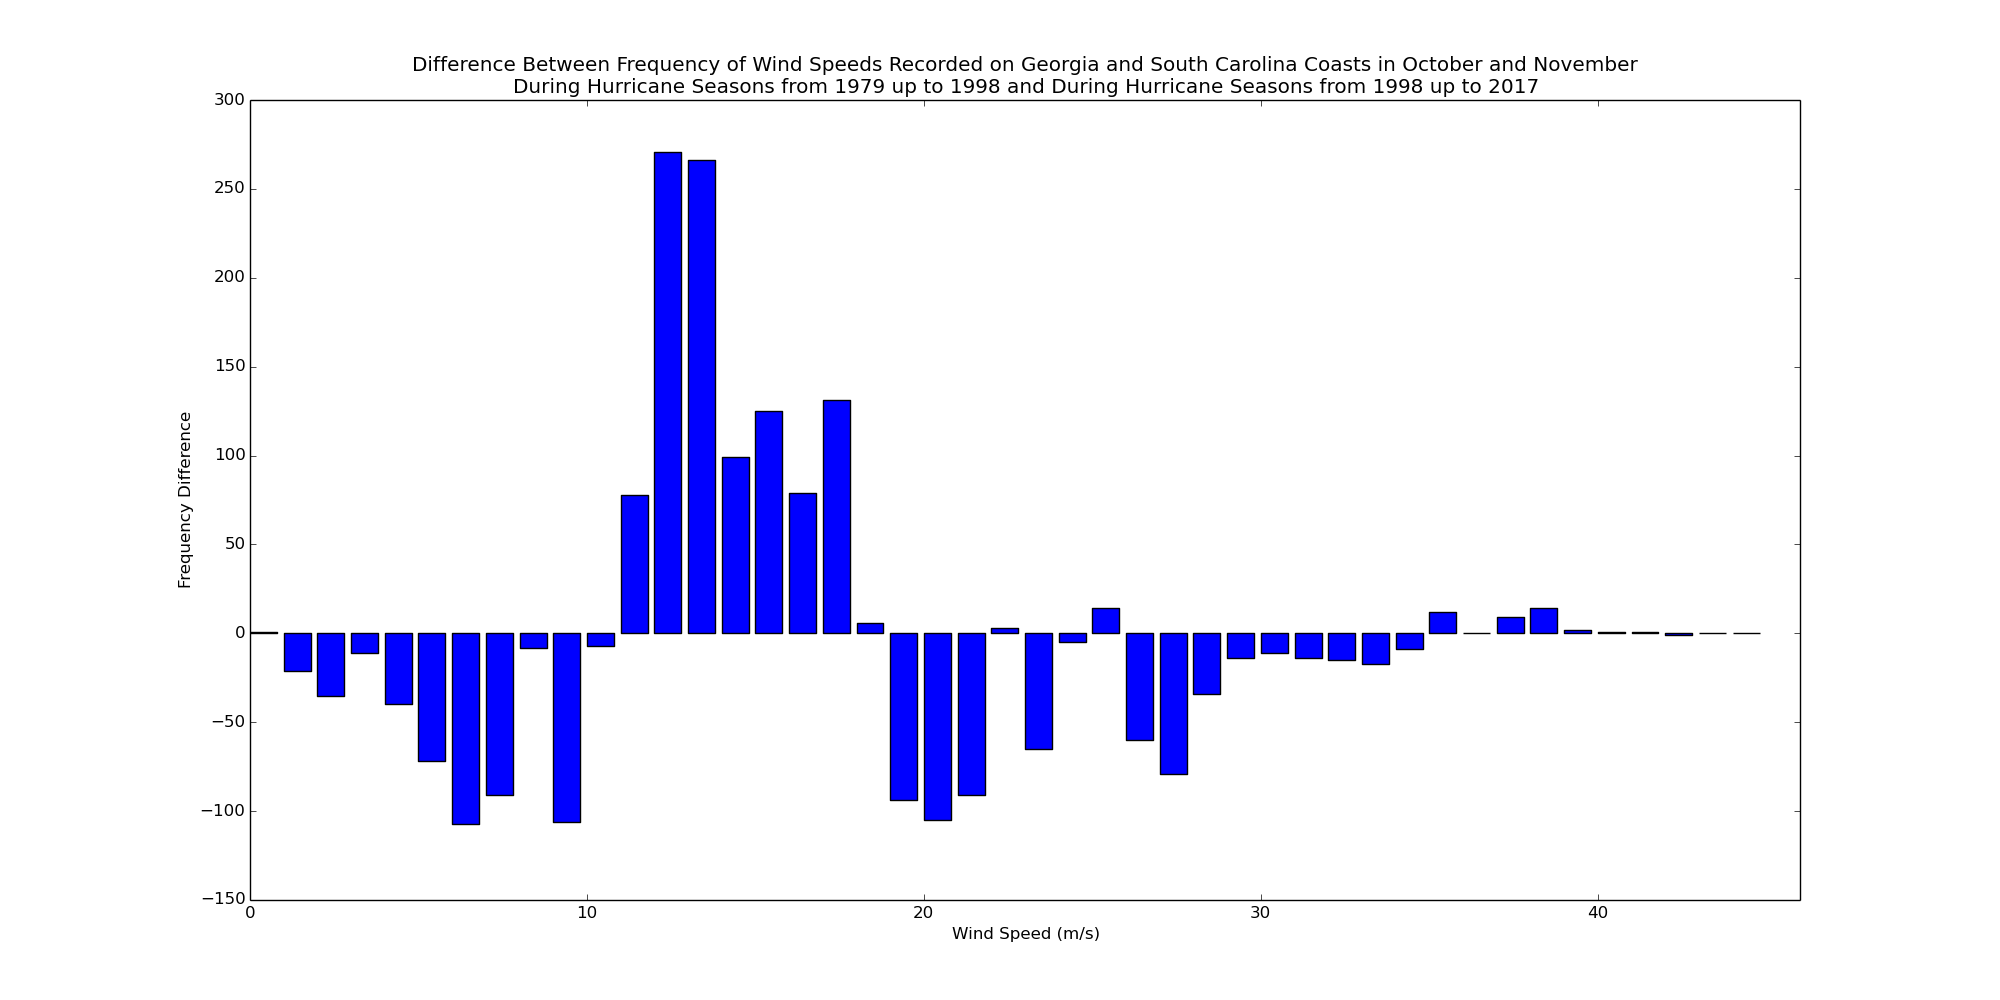 Difference Between Frequency of Wind Speeds Recorded on Georgia and South Carolina Coasts in October and November
During Hurricane Seasons from 1979 up to 1998 and During Hurricane Seasons from 1998 up to 2017
300
250
200
150
100
50
0
−50
−100
−150
Frequency Difference
0 10 20 30 40
Wind Speed (m/s)